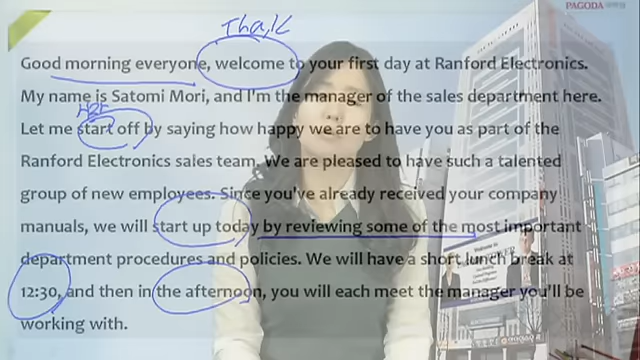 PAGODA
Thank
Good morning everyone, welcome to your first day at Ranford Electronics.
My name is Satomi Mori, and I'm the manager of the sales department here.
Let me start off by saying how happy we are to have you as part of the
Ranford Electronics sales team. We are pleased to have such a talented
group of new employees. Since you've already received your company
manuals, we will start up today by reviewing some of the most important
department procedures and policies. We will have a short lunch break at
12:30, and then in the afternoon, you will each meet the manager you'll be
working with.
Welcome to